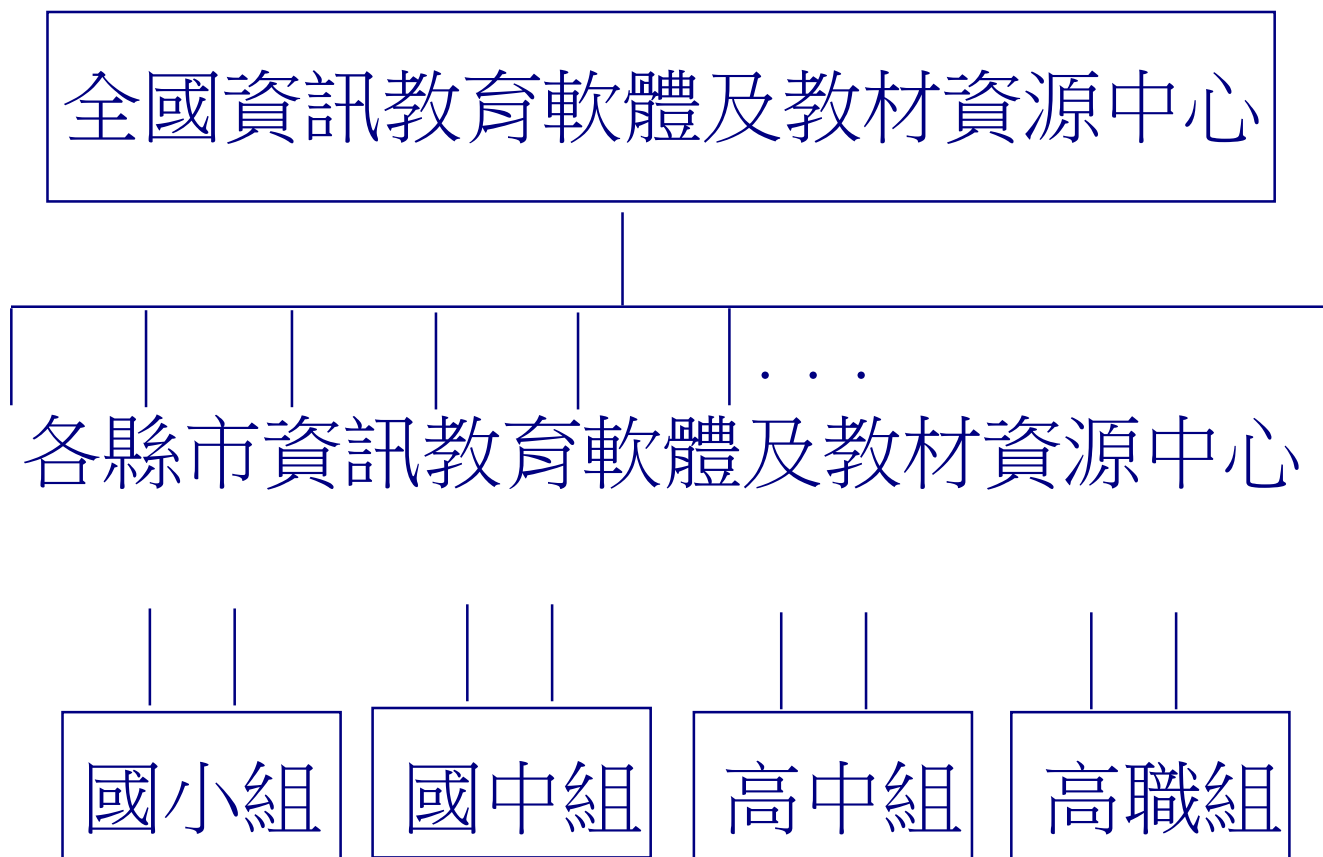 全國資訊教育軟體及教材資源中心
. . .
各縣市資訊教育軟體及教材資源中心
國小組 國中組 高中組 高職組